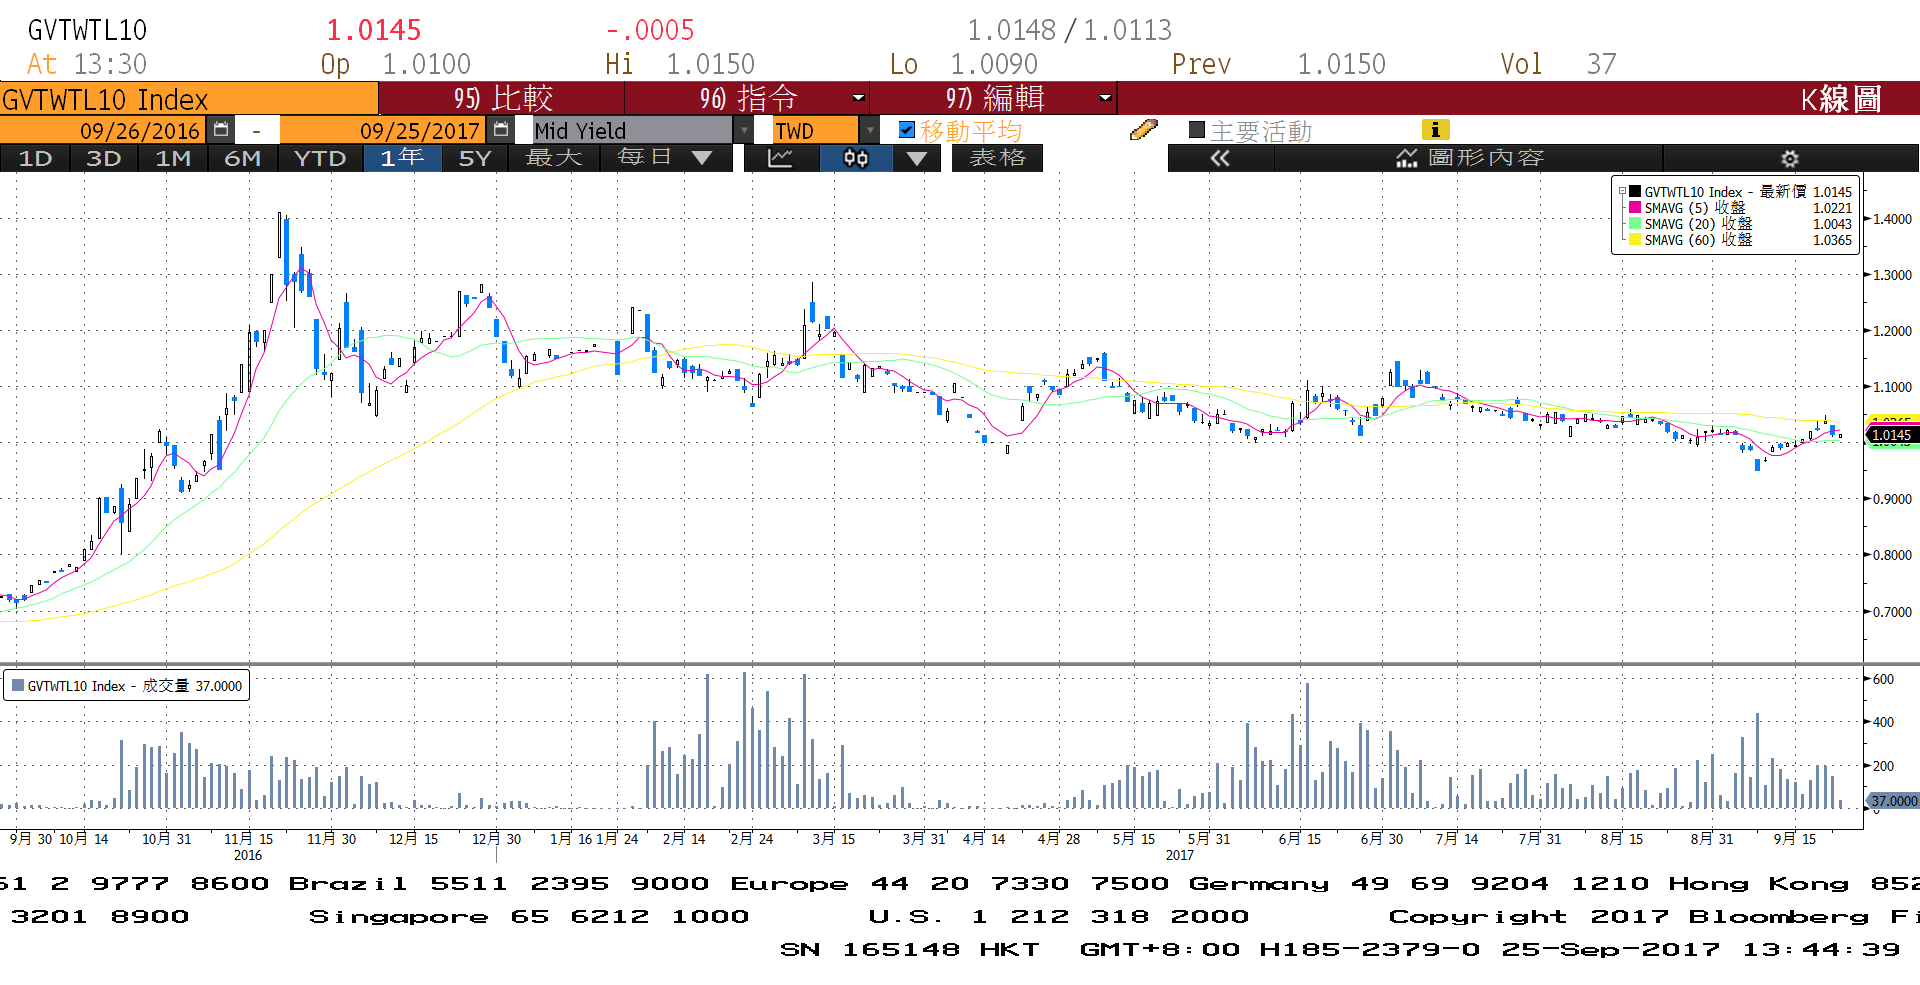 GVTWTL10 1.0145 -.0005 1.0148 / 1.0113
At 13:30 Op 1.0100 Hi 1.0150 Lo 1.0090 Prev 1.0150 Vol 37
GVTWTL10 Index 95) 比較 96) 指令 97) 編輯 K線圖
09/26/2016 - 09/25/2017 Mid Yield TWD 移動平均 主要活動
1D 3D 1M 6M YTD 1年 5Y 最大 每日 表格 圖形內容
GVTWTL10 Index - 最新價 1.0145
SMAVG (5) 收盤 1.0221
SMAVG (20) 收盤 1.0043
SMAVG (60) 收盤 1.0365
1.4000
1.3000
1.2000
1.1000
1.0145
0.9000
0.8000
0.7000
GVTWTL10 Index - 成交量 37.0000
600
400
200
37.0000
0
9月 30 10月 14 10月 31 11月 15 11月 30 12月 15 12月 30 1月 16 1月 24 2月 14 2月 24 3月 15 3月 31 4月 14 4月 28 5月 15 5月 31 6月 15 6月 30 7月 14 7月 31 8月 15 8月 31 9月 15
2016 2017
61 2 9777 8600 Brazil 5511 2395 9000 Europe 44 20 7330 7500 Germany 49 69 9204 1210 Hong Kong 852
3201 8900 Singapore 65 6212 1000 U.S. 1 212 318 2000 Copyright 2017 Bloomberg Fi
SN 165148 HKT GMT+8:00 H185-2379-0 25-Sep-2017 13:44:39